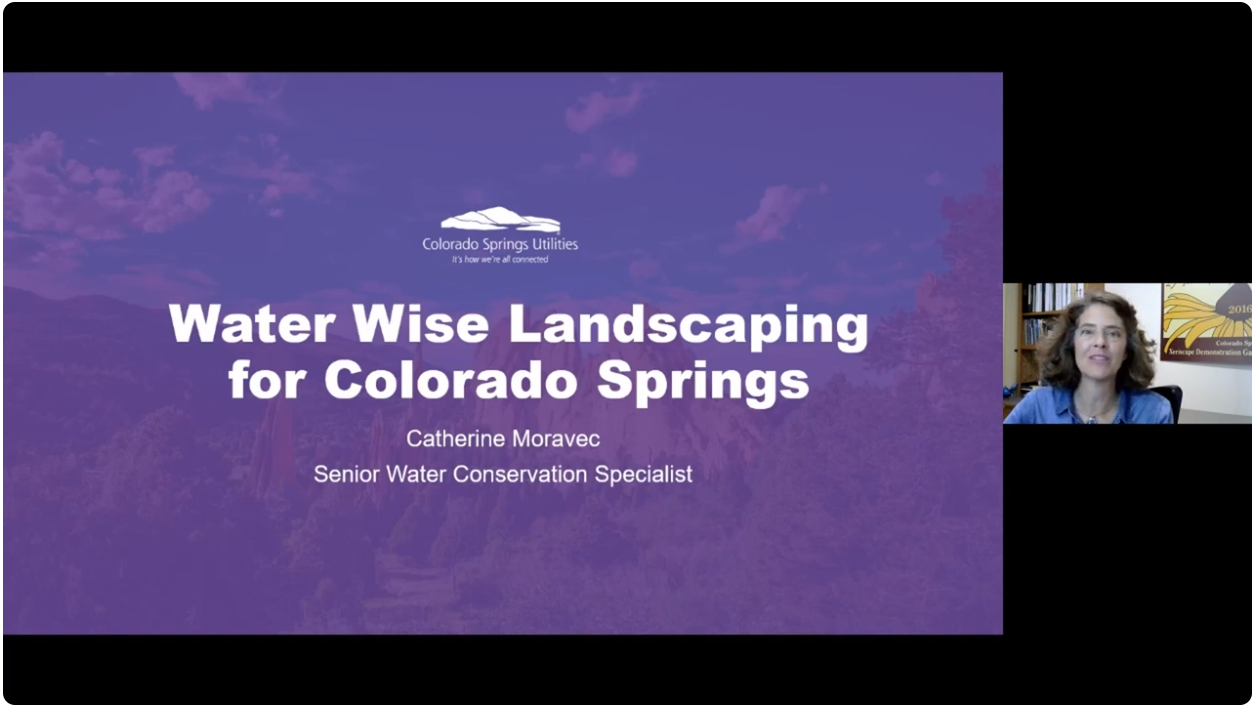 Colorado Springs Utilities
It's how we're all connected
Water Wise Landscaping
for Colorado Springs
Catherine Moravec
Senior Water Conservation Specialist
2016
Colorado Sp
Xeriscape Demonstration Ga